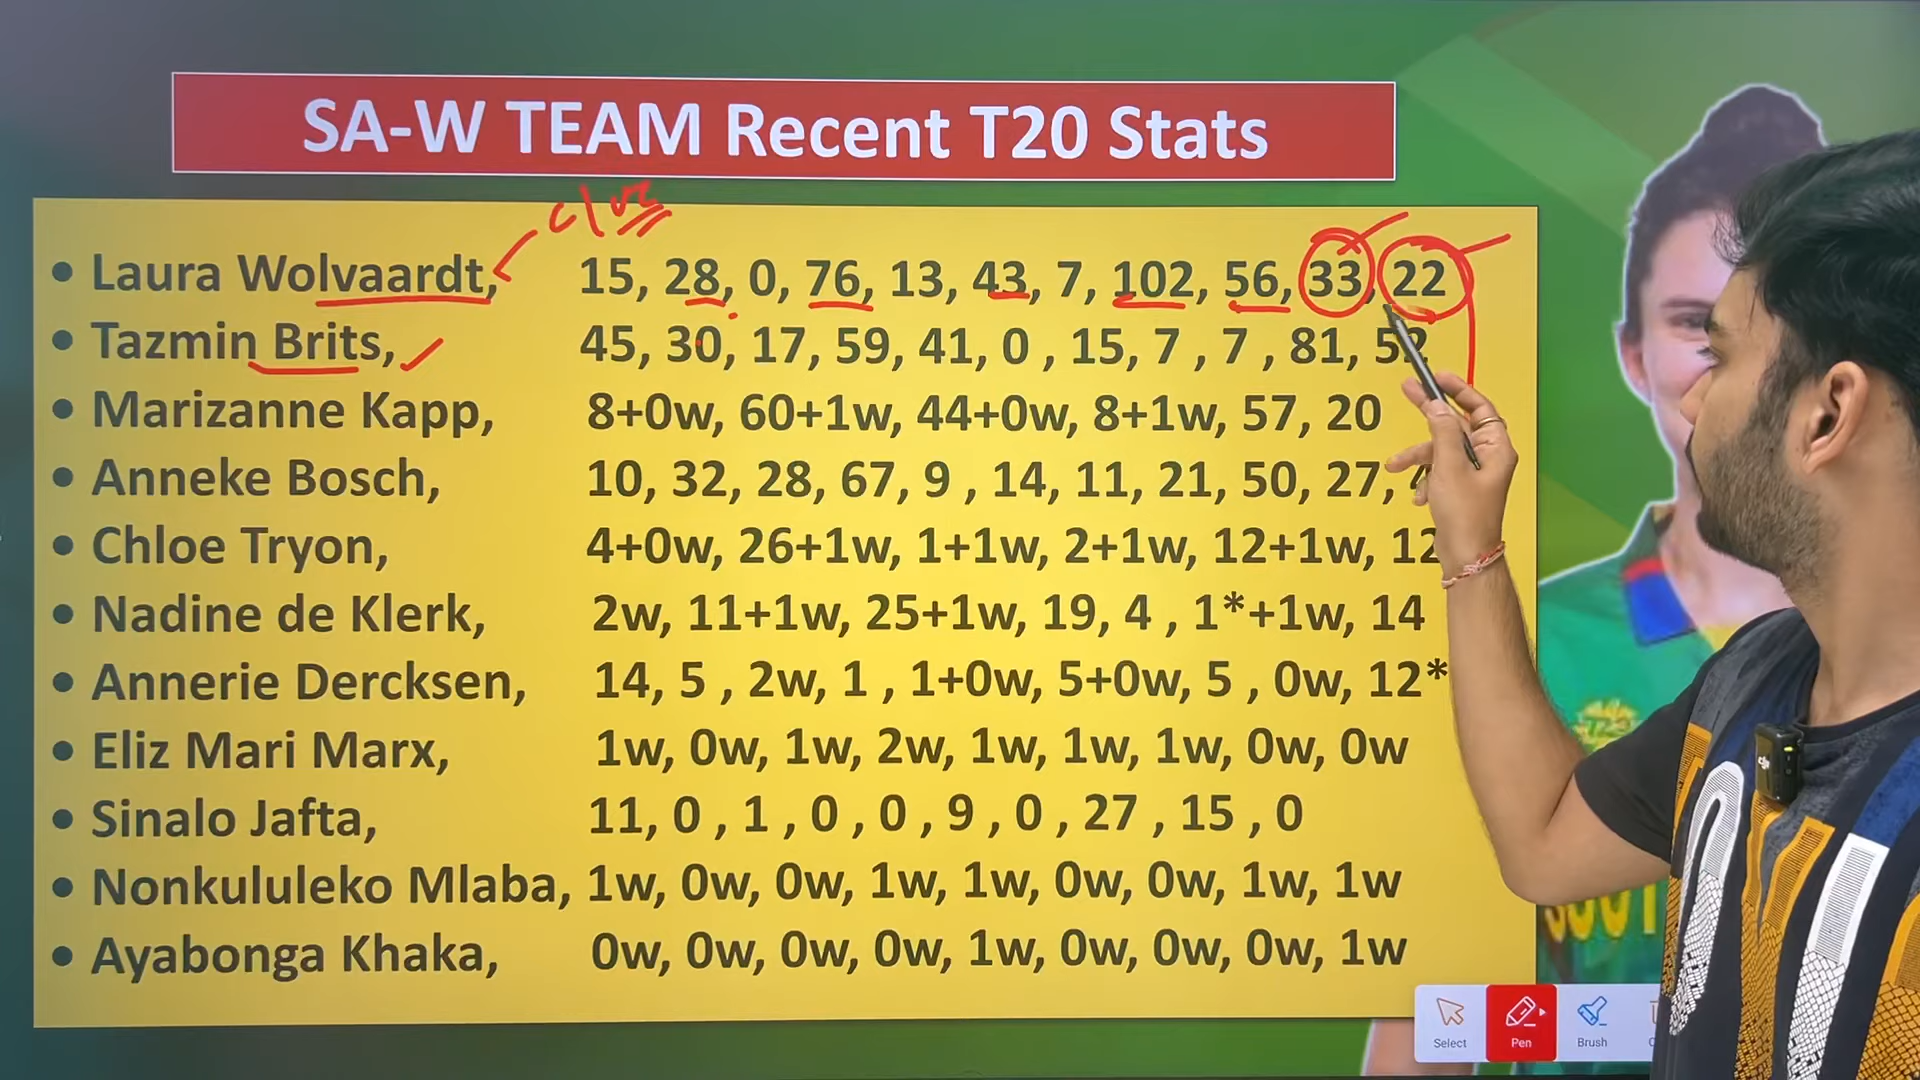 SA-W TEAM Recent T20 Stats
c/vc
• Laura Wolvaardt, 15, 28, 0, 76, 13, 43, 7, 102, 56, 33, 22
• Tazmin Brits, 45, 30, 17, 59, 41, 0 , 15, 7 , 7 , 81, 52
• Marizanne Kapp, 8+0w, 60+1w, 44+0w, 8+1w, 57, 20
• Anneke Bosch, 10, 32, 28, 67, 9 , 14, 11, 21, 50, 27,
• Chloe Tryon, 4+0w, 26+1w, 1+1w, 2+1w, 12+1w, 12
• Nadine de Klerk, 2w, 11+1w, 25+1w, 19, 4 , 1*+1w, 14
• Annerie Dercksen, 14, 5 , 2w, 1 , 1+0w, 5+0w, 5 , 0w, 12*
• Eliz Mari Marx, 1w, 0w, 1w, 2w, 1w, 1w, 1w, 0w, 0w
• Sinalo Jafta, 11, 0 , 1 , 0 , 0 , 9 , 0 , 27 , 15 , 0
• Nonkululeko Mlaba, 1w, 0w, 0w, 1w, 1w, 0w, 0w, 1w, 1w
• Ayabonga Khaka, 0w, 0w, 0w, 0w, 1w, 0w, 0w, 0w, 1w
Select Pen Brush